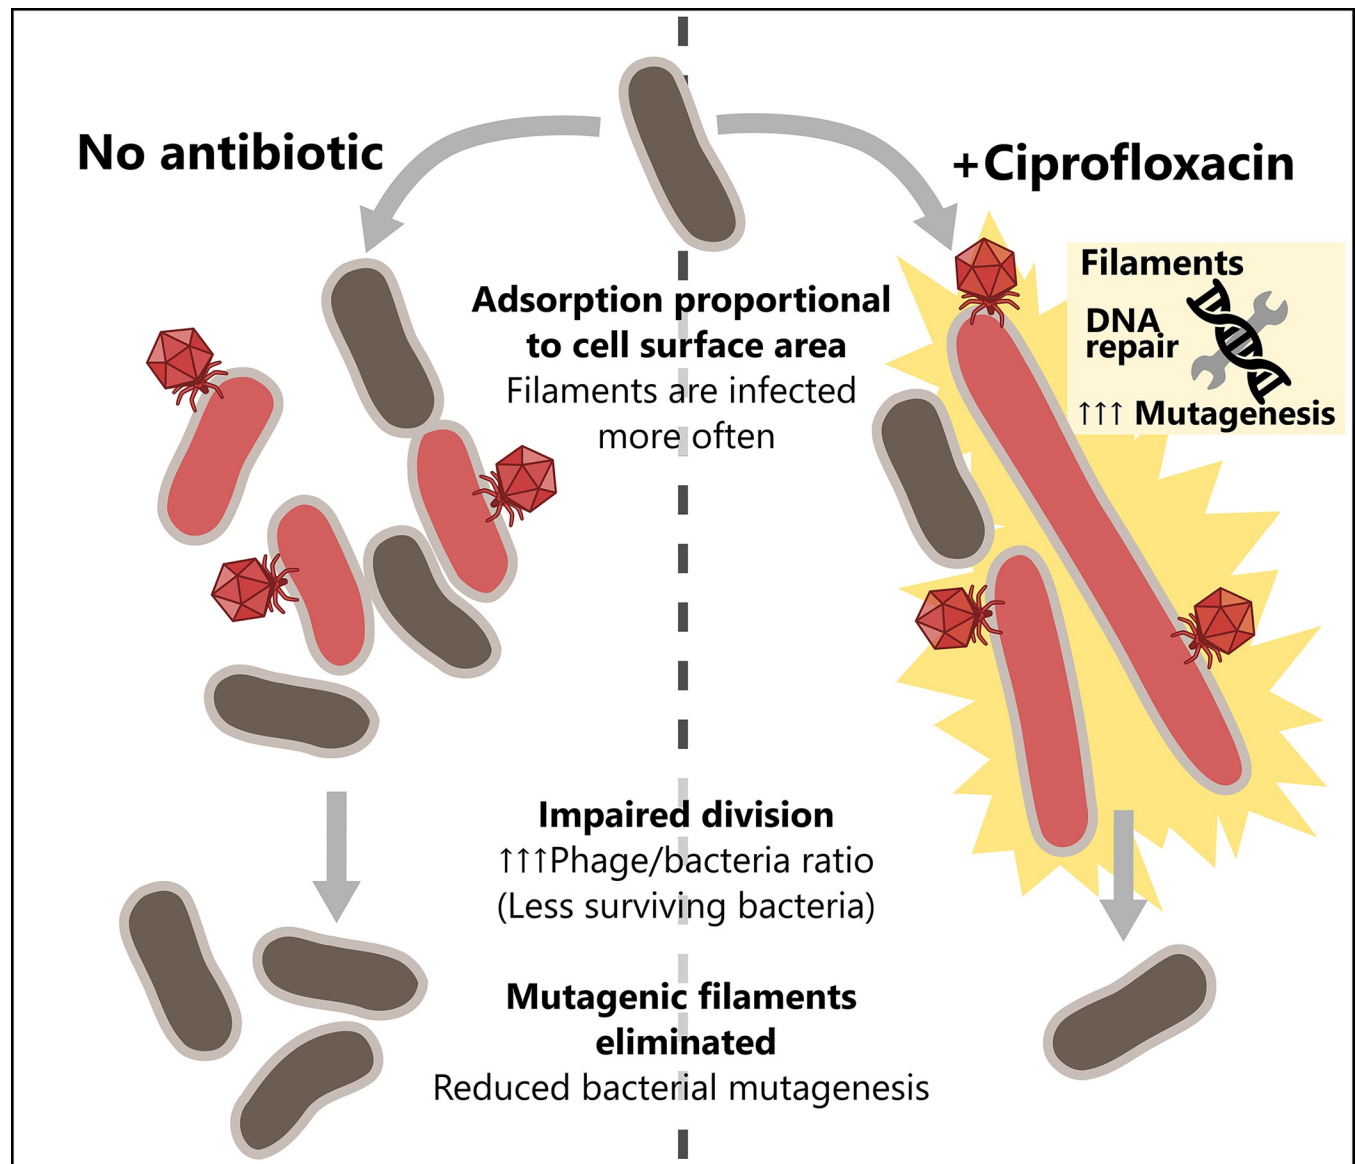 No antibiotic
+Ciprofloxacin
Filaments
DNA
repair
↑↑↑ Mutagenesis
Adsorption proportional
to cell surface area
Filaments are infected
more often
Impaired division
↑↑↑Phage/bacteria ratio
(Less surviving bacteria)
Mutagenic filaments
eliminated
Reduced bacterial mutagenesis